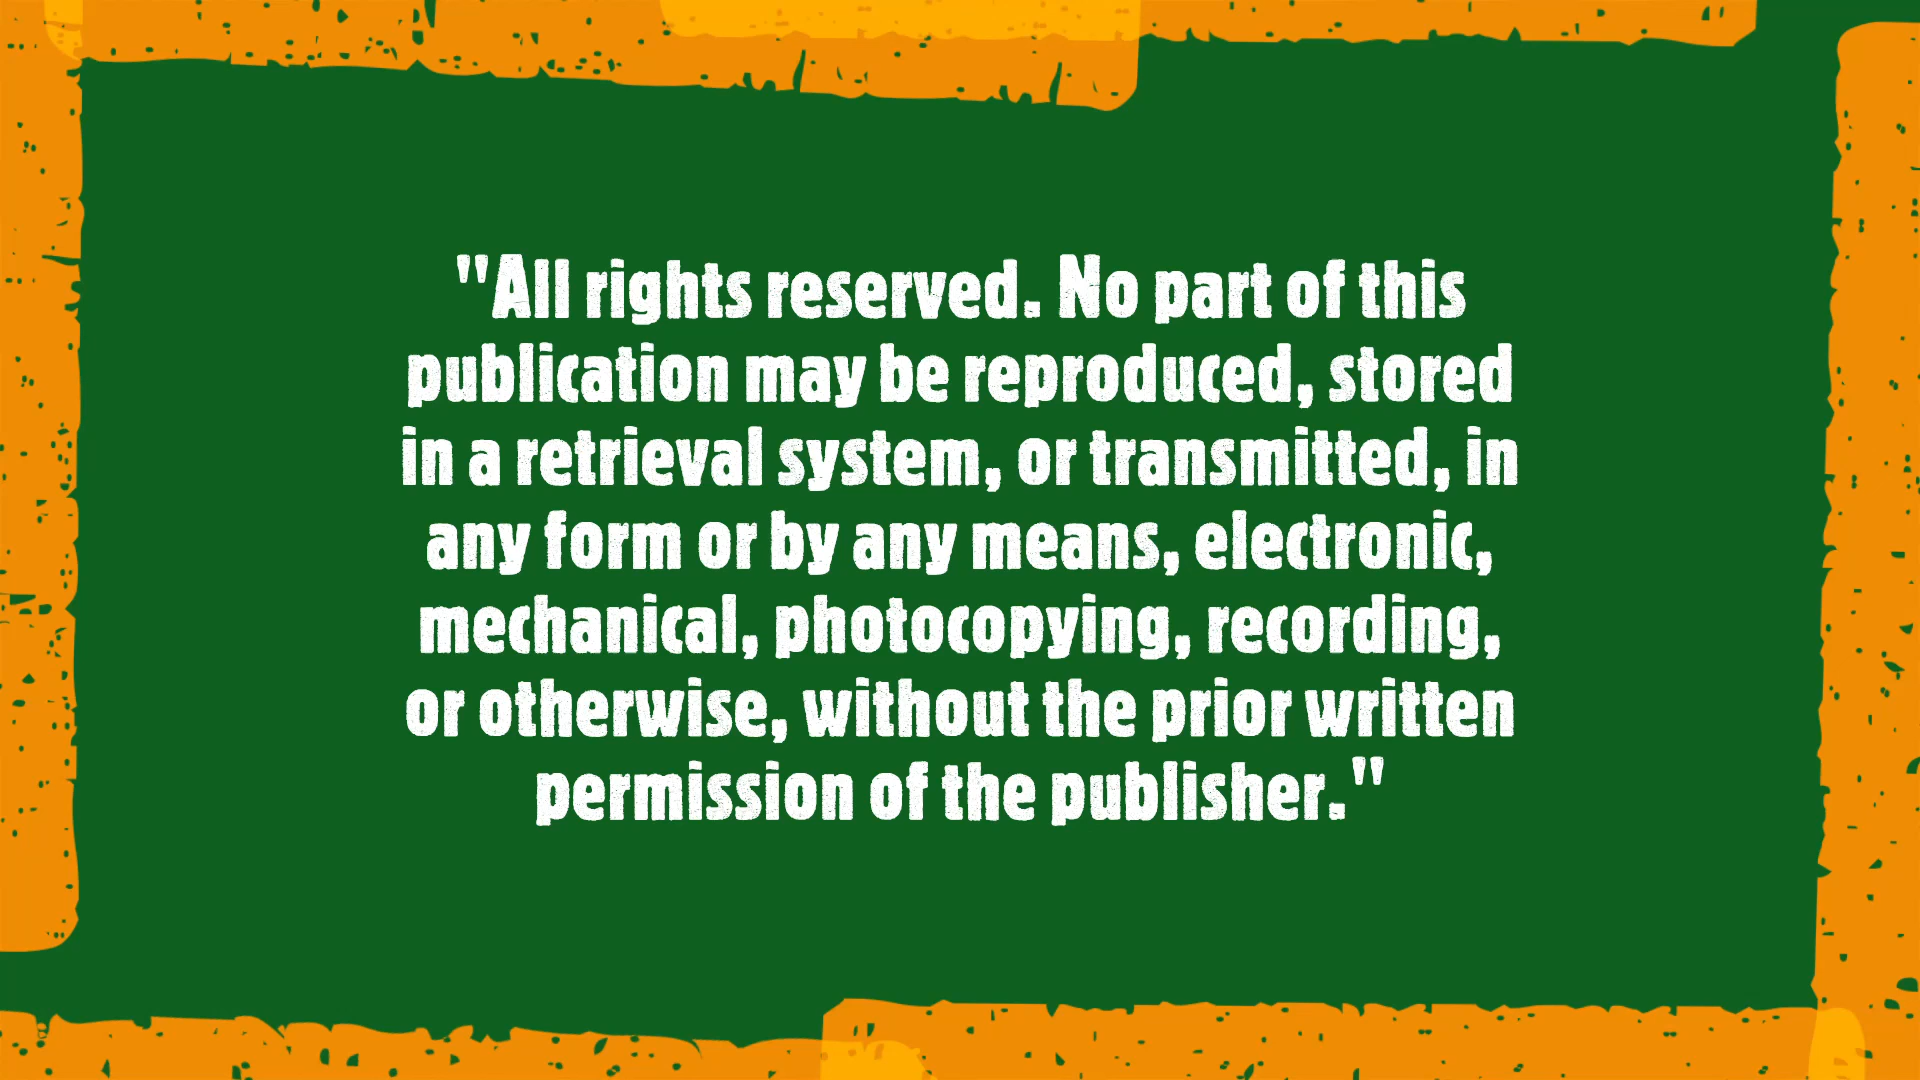 "All rights reserved. No part of this
publication may be reproduced, stored
in a retrieval system, or transmitted, in
any form or by any means, electronic,
mechanical, photocopying, recording,
or otherwise, without the prior written
permission of the publisher."